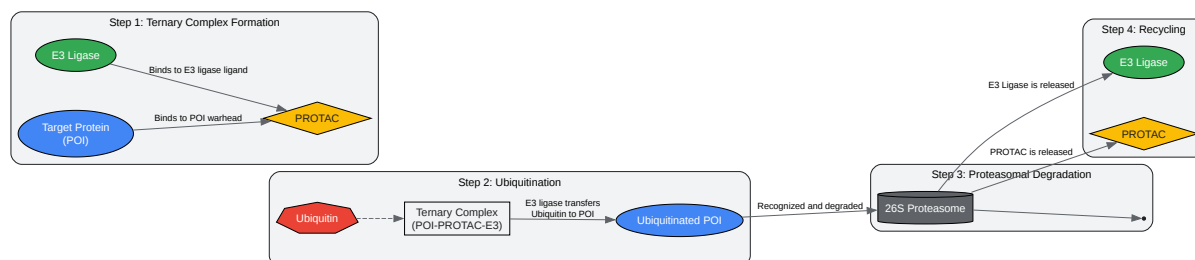 Step 1: Ternary Complex Formation
E3 Ligase
Binds to E3 ligase ligand
Target Protein
(POI)
Binds to POI warhead
PROTAC
Step 2: Ubiquitination
Ubiquitin
Ternary Complex
(POI-PROTAC-E3)
E3 ligase transfers
Ubiquitin to POI
Ubiquitinated POI
Recognized and degraded
Step 3: Proteasomal Degradation
26S Proteasome
E3 Ligase is released
PROTAC is released
Step 4: Recycling
E3 Ligase
PROTAC